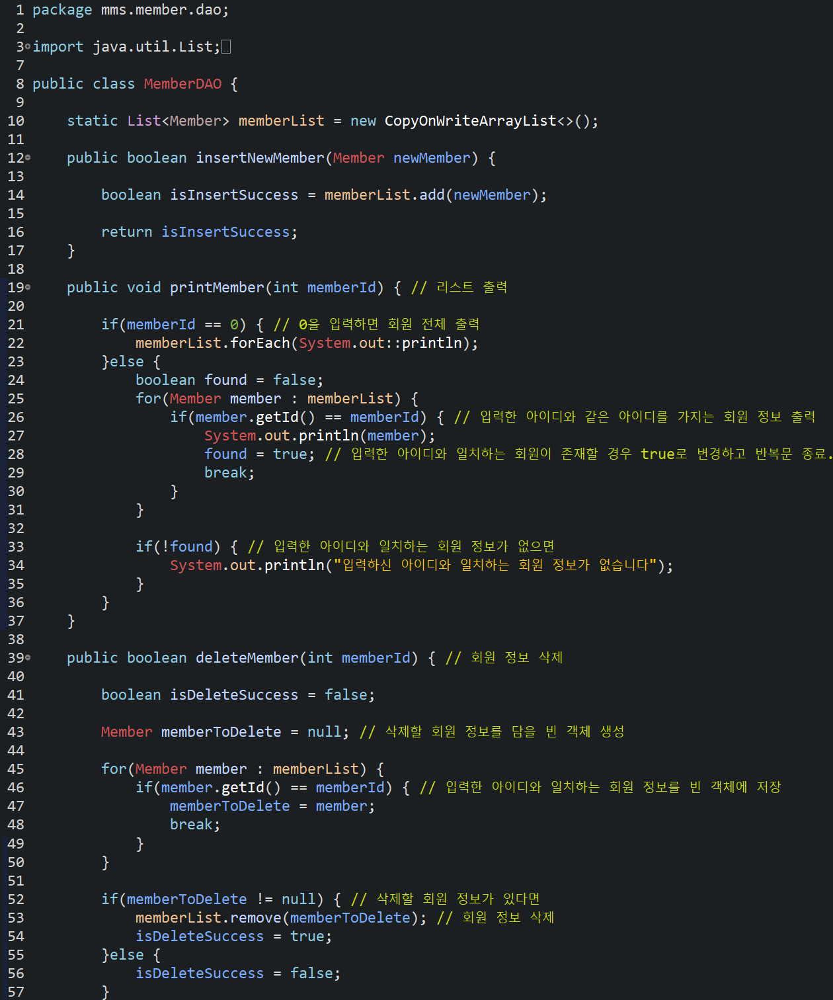 1 package mms.member.dao;
2
3 import java.util.List;
7
8 public class MemberDAO {
9
10     static List<Member> memberList = new CopyOnWriteArrayList<>();
11
12     public boolean insertNewMember(Member newMember) {
13
14         boolean isInsertSuccess = memberList.add(newMember);
15
16         return isInsertSuccess;
17     }
18
19     public void printMember(int memberId) { // 리스트 출력
20
21         if(memberId == 0) { // 0을 입력하면 회원 전체 출력
22             memberList.forEach(System.out::println);
23         }else {
24             boolean found = false;
25             for(Member member : memberList) {
26                 if(member.getId() == memberId) { // 입력한 아이디와 같은 아이디를 가지는 회원 정보 출력
27                     System.out.println(member);
28                     found = true; // 입력한 아이디와 일치하는 회원이 존재할 경우 true로 변경하고 반복문 종료.
29                     break;
30                 }
31             }
32
33             if(!found) { // 입력한 아이디와 일치하는 회원 정보가 없으면
34                 System.out.println("입력하신 아이디와 일치하는 회원 정보가 없습니다");
35             }
36         }
37     }
38
39     public boolean deleteMember(int memberId) { // 회원 정보 삭제
40
41         boolean isDeleteSuccess = false;
42
43         Member memberToDelete = null; // 삭제할 회원 정보를 담을 빈 객체 생성
44
45         for(Member member : memberList) {
46             if(member.getId() == memberId) { // 입력한 아이디와 일치하는 회원 정보를 빈 객체에 저장
47                 memberToDelete = member;
48                 break;
49             }
50         }
51
52         if(memberToDelete != null) { // 삭제할 회원 정보가 있다면
53             memberList.remove(memberToDelete); // 회원 정보 삭제
54             isDeleteSuccess = true;
55         }else {
56             isDeleteSuccess = false;
57         }